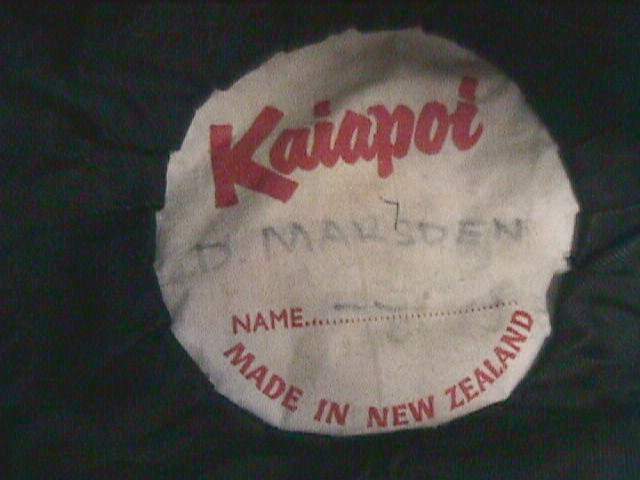 Kaiapoi
D. MARSDEN
NAME..........................
MADE IN NEW ZEALAND